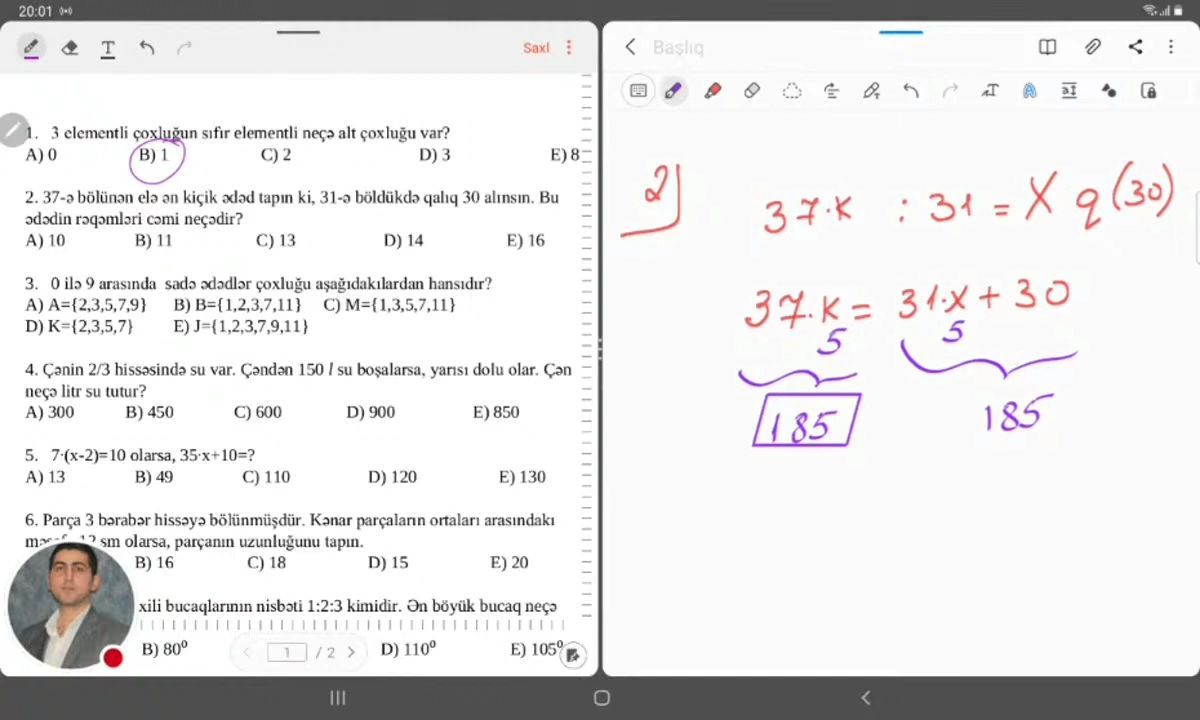 20:01
Saxl
Başlıq
1. 3 elementli çoxluğun sıfır elementli neçə alt çoxluğu var?
A) 0 B) 1 C) 2 D) 3 E) 8
2. 37-ə bölünən elə ən kiçik ədəd tapın ki, 31-ə böldükdə qalıq 30 alınsın. Bu
ədədin rəqəmləri cəmi neçədir?
A) 10 B) 11 C) 13 D) 14 E) 16
3. 0 ilə 9 arasında sadə ədədlər çoxluğu aşağıdakılardan hansıdır?
A) A={2,3,5,7,9} B) B={1,2,3,7,11} C) M={1,3,5,7,11}
D) K={2,3,5,7} E) J={1,2,3,7,9,11}
4. Çənin 2/3 hissəsində su var. Çəndən 150 l su boşalarsa, yarısı dolu olar. Çən
neçə litr su tutur?
A) 300 B) 450 C) 600 D) 900 E) 850
5. 7·(x-2)=10 olarsa, 35·x+10=?
A) 13 B) 49 C) 110 D) 120 E) 130
6. Parça 3 bərabər hissəyə bölünmüşdür. Kənar parçaların ortaları arasındakı
12 sm olarsa, parçanın uzunluğunu tapın.
B) 16 C) 18 D) 15 E) 20
xili bucaqlarının nisbəti 1:2:3 kimidir. Ən böyük bucaq neçə
B) 80⁰ D) 110⁰ E) 105⁰
1 / 2
2)
37·K : 31 = X q(30)
37·K = 31·X + 30
5 5
185 185